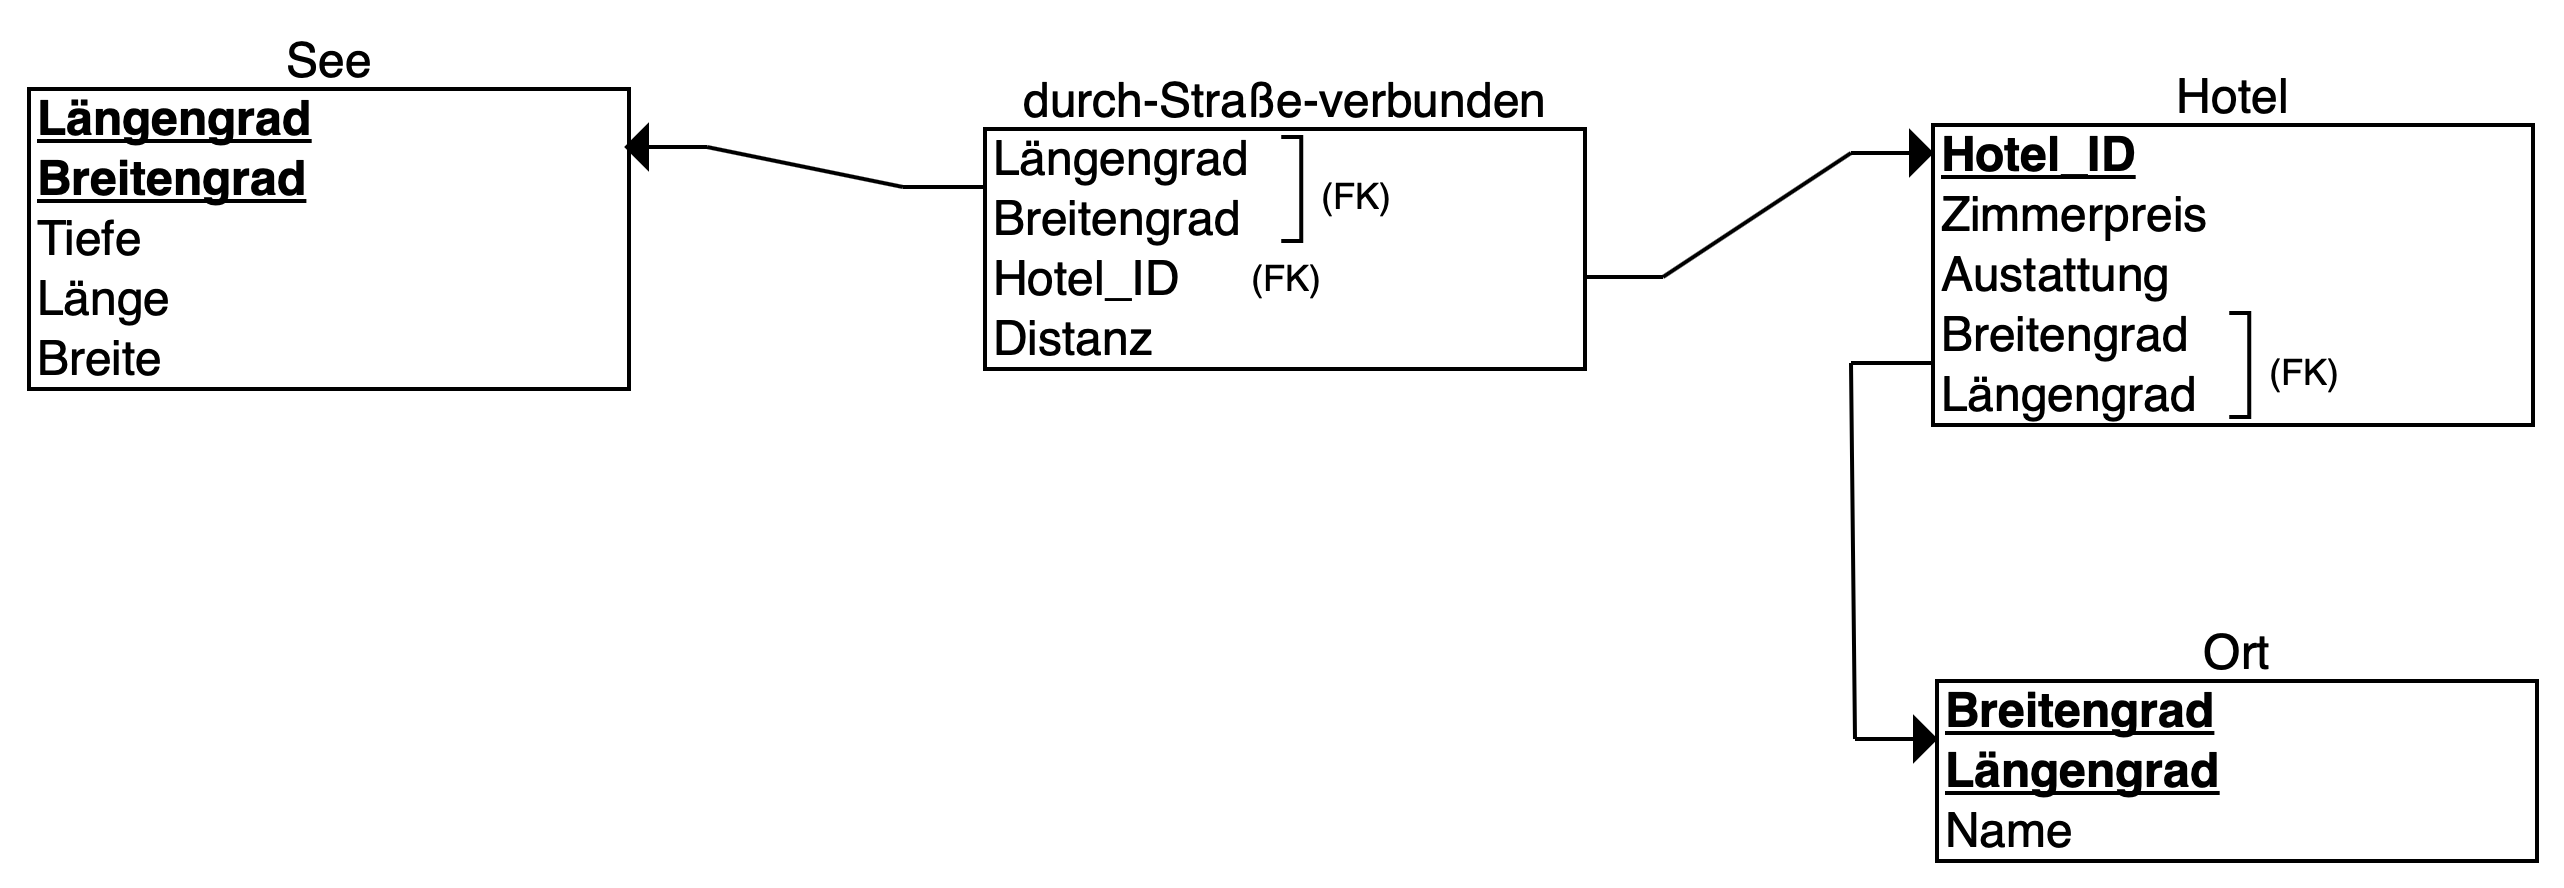 See
Längengrad
Breitengrad
Tiefe
Länge
Breite
durch-Straße-verbunden
Längengrad
Breitengrad
(FK)
Hotel_ID (FK)
Distanz
Hotel
Hotel_ID
Zimmerpreis
Austattung
Breitengrad
Längengrad
(FK)
Ort
Breitengrad
Längengrad
Name